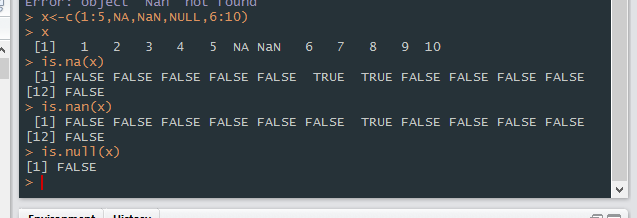 Error: object 'Nan' not found
> x<-c(1:5,NA,NaN,NULL,6:10)
> x
[1] 1 2 3 4 5 NA NaN 6 7 8 9 10
> is.na(x)
[1] FALSE FALSE FALSE FALSE FALSE TRUE TRUE FALSE FALSE FALSE FALSE
[12] FALSE
> is.nan(x)
[1] FALSE FALSE FALSE FALSE FALSE FALSE TRUE FALSE FALSE FALSE FALSE
[12] FALSE
> is.null(x)
[1] FALSE
>
Environment History